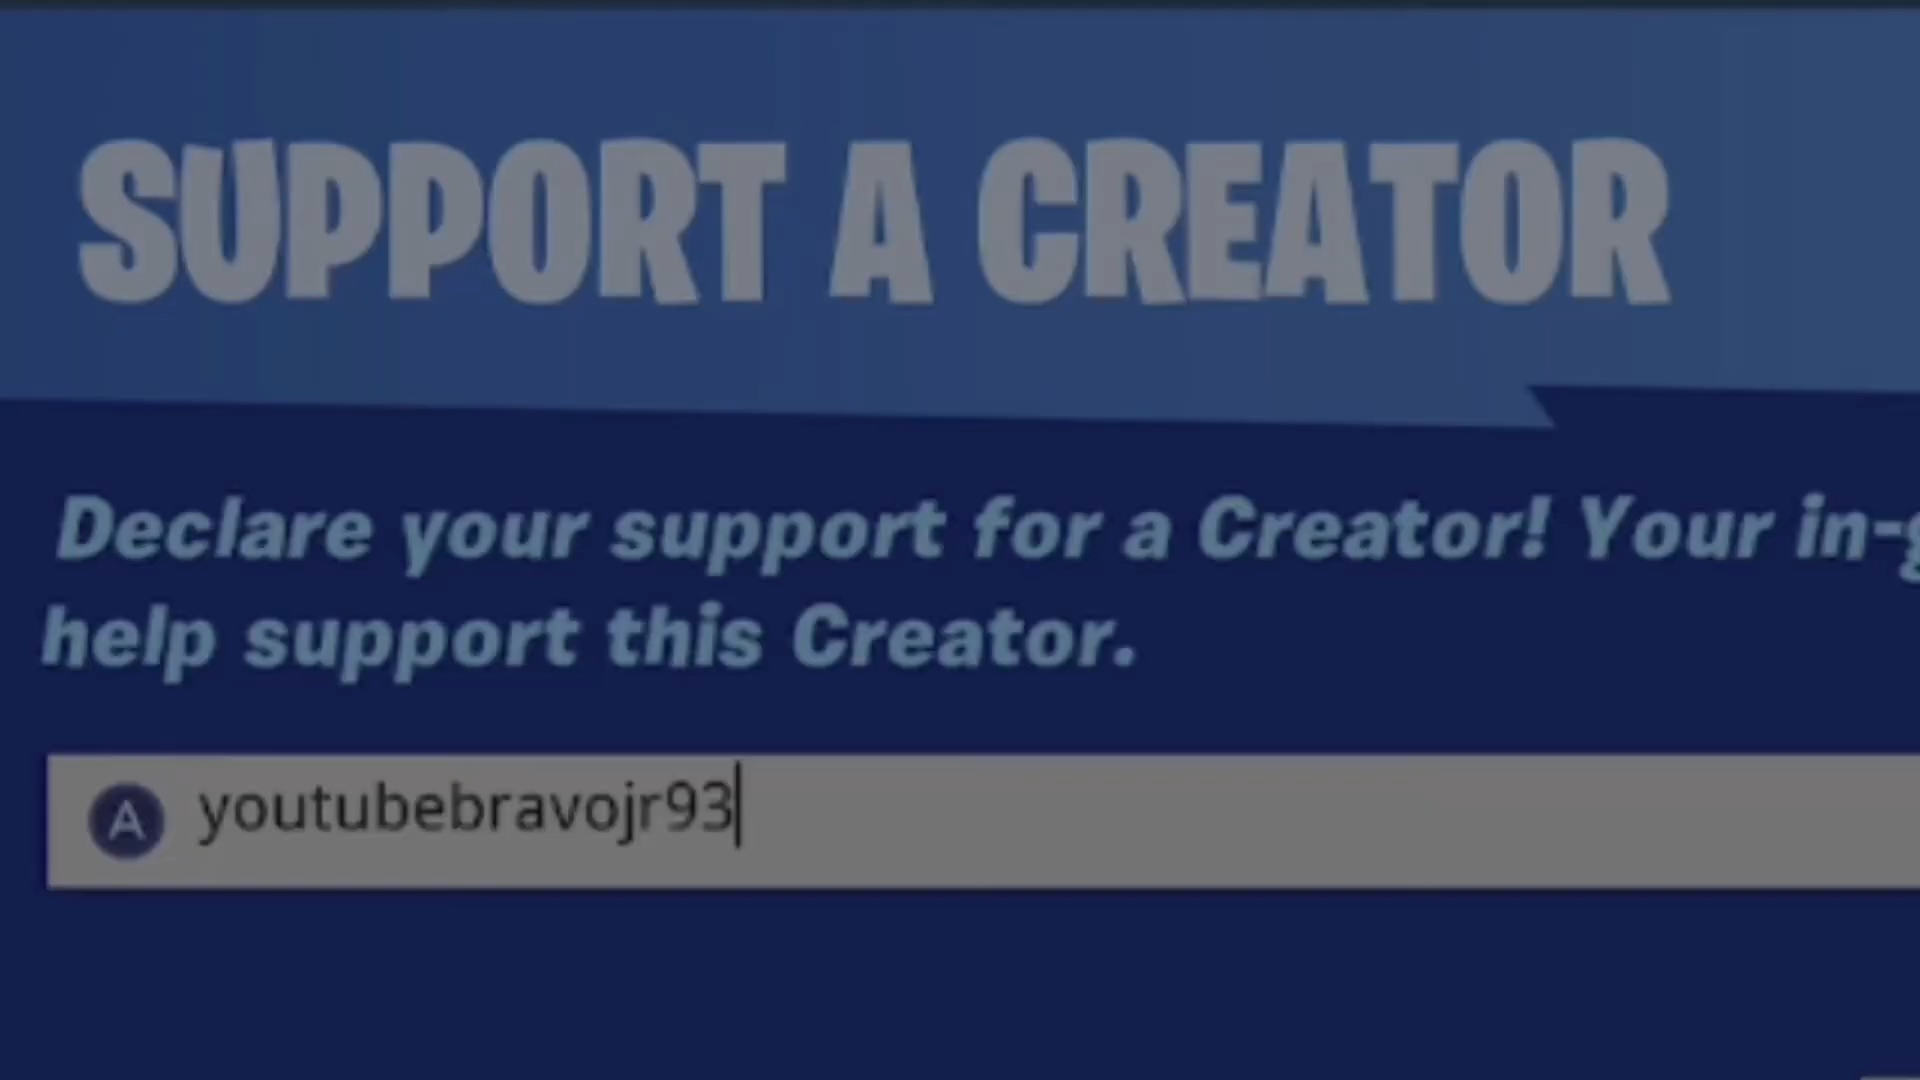 SUPPORT A CREATOR
Declare your support for a Creator! Your in-g
help support this Creator.
A youtubebravojr93